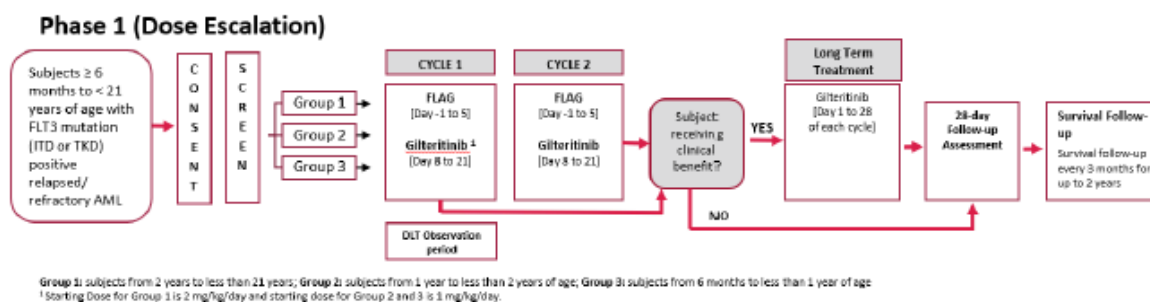 Phase 1 (Dose Escalation)
Subjects ≥ 6
months to < 21
years of age with
FLT3 mutation
(ITD or TKD)
positive
relapsed/
refractory AML
CONSENT
SCREEN
Group 1
Group 2
Group 3
CYCLE 1
FLAG
[Day -1 to 5]
Gilteritinib 1
[Day 8 to 21]
DLT Observation
period
CYCLE 2
FLAG
[Day -1 to 5]
Gilteritinib
[Day 8 to 21]
Subject
receiving
clinical
benefit?
YES
NO
Long Term
Treatment
Gilteritinib
[Day 1 to 28
of each cycle]
28-day
Follow-up
Assessment
Survival Follow-
up
Survival follow-up
every 3 months for
up to 2 years
Group 1: subjects from 2 years to less than 21 years; Group 2: subjects from 1 year to less than 2 years of age; Group 3: subjects from 6 months to less than 1 year of age
1 Starting Dose for Group 1 is 2 mg/kg/day and starting dose for Group 2 and 3 is 1 mg/kg/day.